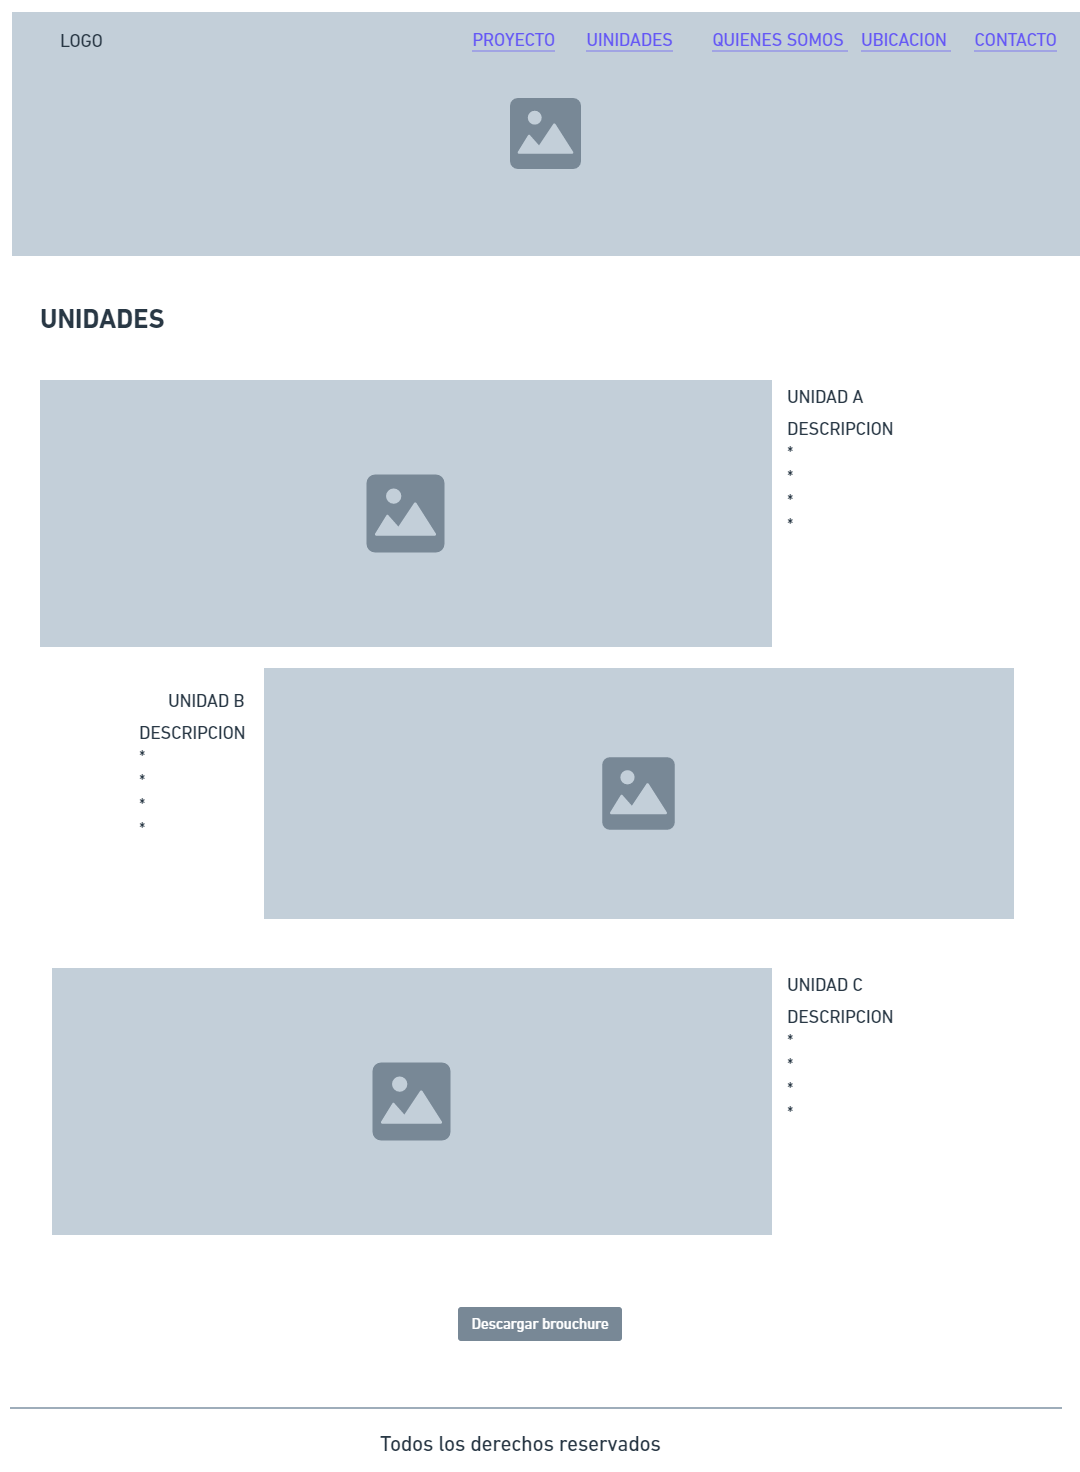 LOGO PROYECTO UINIDADES QUIENES SOMOS UBICACION CONTACTO
UNIDADES
UNIDAD A
DESCRIPCION
*
*
*
*
UNIDAD B
DESCRIPCION
*
*
*
*
UNIDAD C
DESCRIPCION
*
*
*
*
Descargar brouchure
Todos los derechos reservados